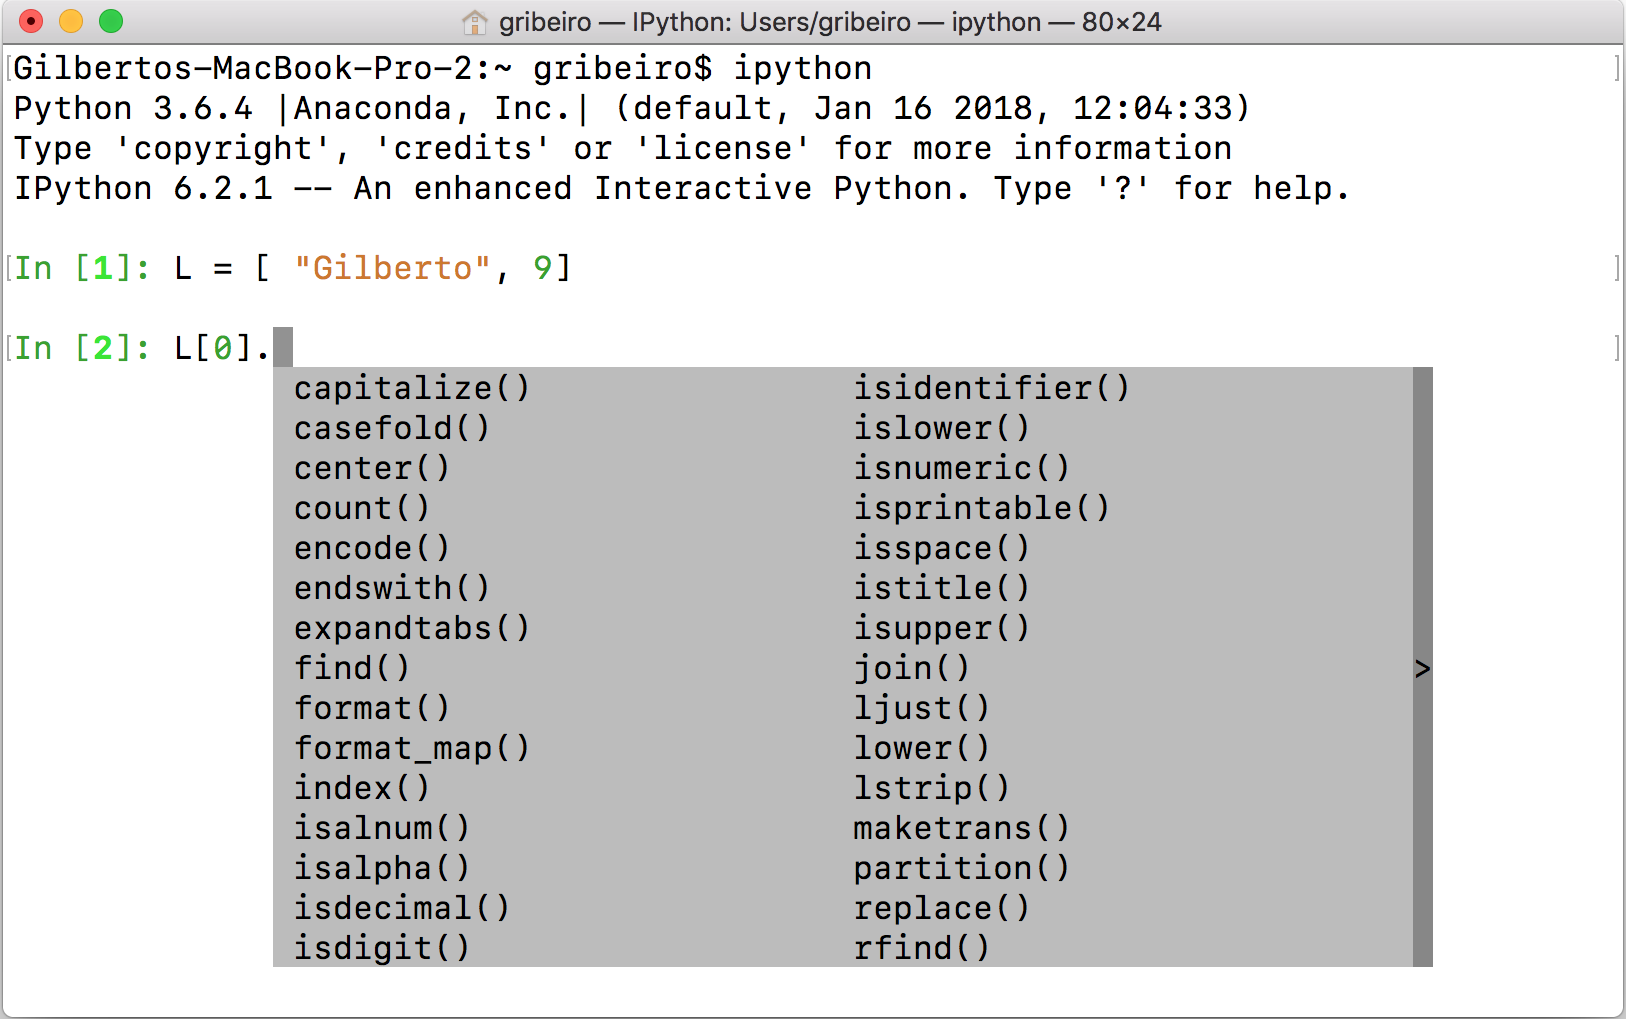 gribeiro — IPython: Users/gribeiro — ipython — 80×24
[Gilbertos-MacBook-Pro-2:~ gribeiro$ ipython ]
Python 3.6.4 |Anaconda, Inc.| (default, Jan 16 2018, 12:04:33)
Type 'copyright', 'credits' or 'license' for more information
IPython 6.2.1 -- An enhanced Interactive Python. Type '?' for help.
[In [1]: L = [ "Gilberto", 9] ]
[In [2]: L[0]. ]
capitalize() isidentifier()
casefold() islower()
center() isnumeric()
count() isprintable()
encode() isspace()
endswith() istitle()
expandtabs() isupper()
find() join() >
format() ljust()
format_map() lower()
index() lstrip()
isalnum() maketrans()
isalpha() partition()
isdecimal() replace()
isdigit() rfind()